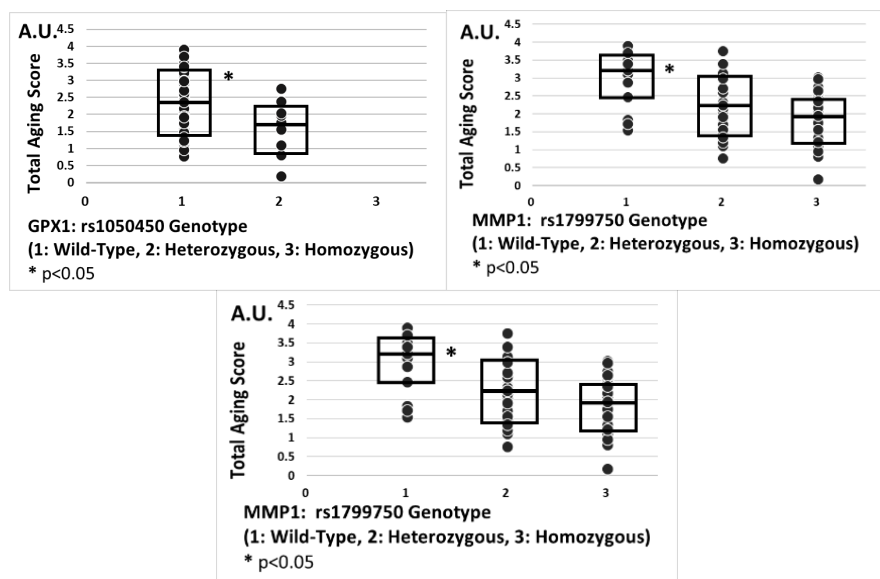 A.U.
Total Aging Score
4.5
4
3.5
3
2.5
2
1.5
1
0.5
0
0 1 2 3
GPX1: rs1050450 Genotype
(1: Wild-Type, 2: Heterozygous, 3: Homozygous)
* p<0.05
*
A.U.
Total Aging Score
4.5
4
3.5
3
2.5
2
1.5
1
0.5
0
0 1 2 3
MMP1: rs1799750 Genotype
(1: Wild-Type, 2: Heterozygous, 3: Homozygous)
* p<0.05
*
A.U.
Total Aging Score
4.5
4
3.5
3
2.5
2
1.5
1
0.5
0
0 1 2 3
MMP1: rs1799750 Genotype
(1: Wild-Type, 2: Heterozygous, 3: Homozygous)
* p<0.05
*